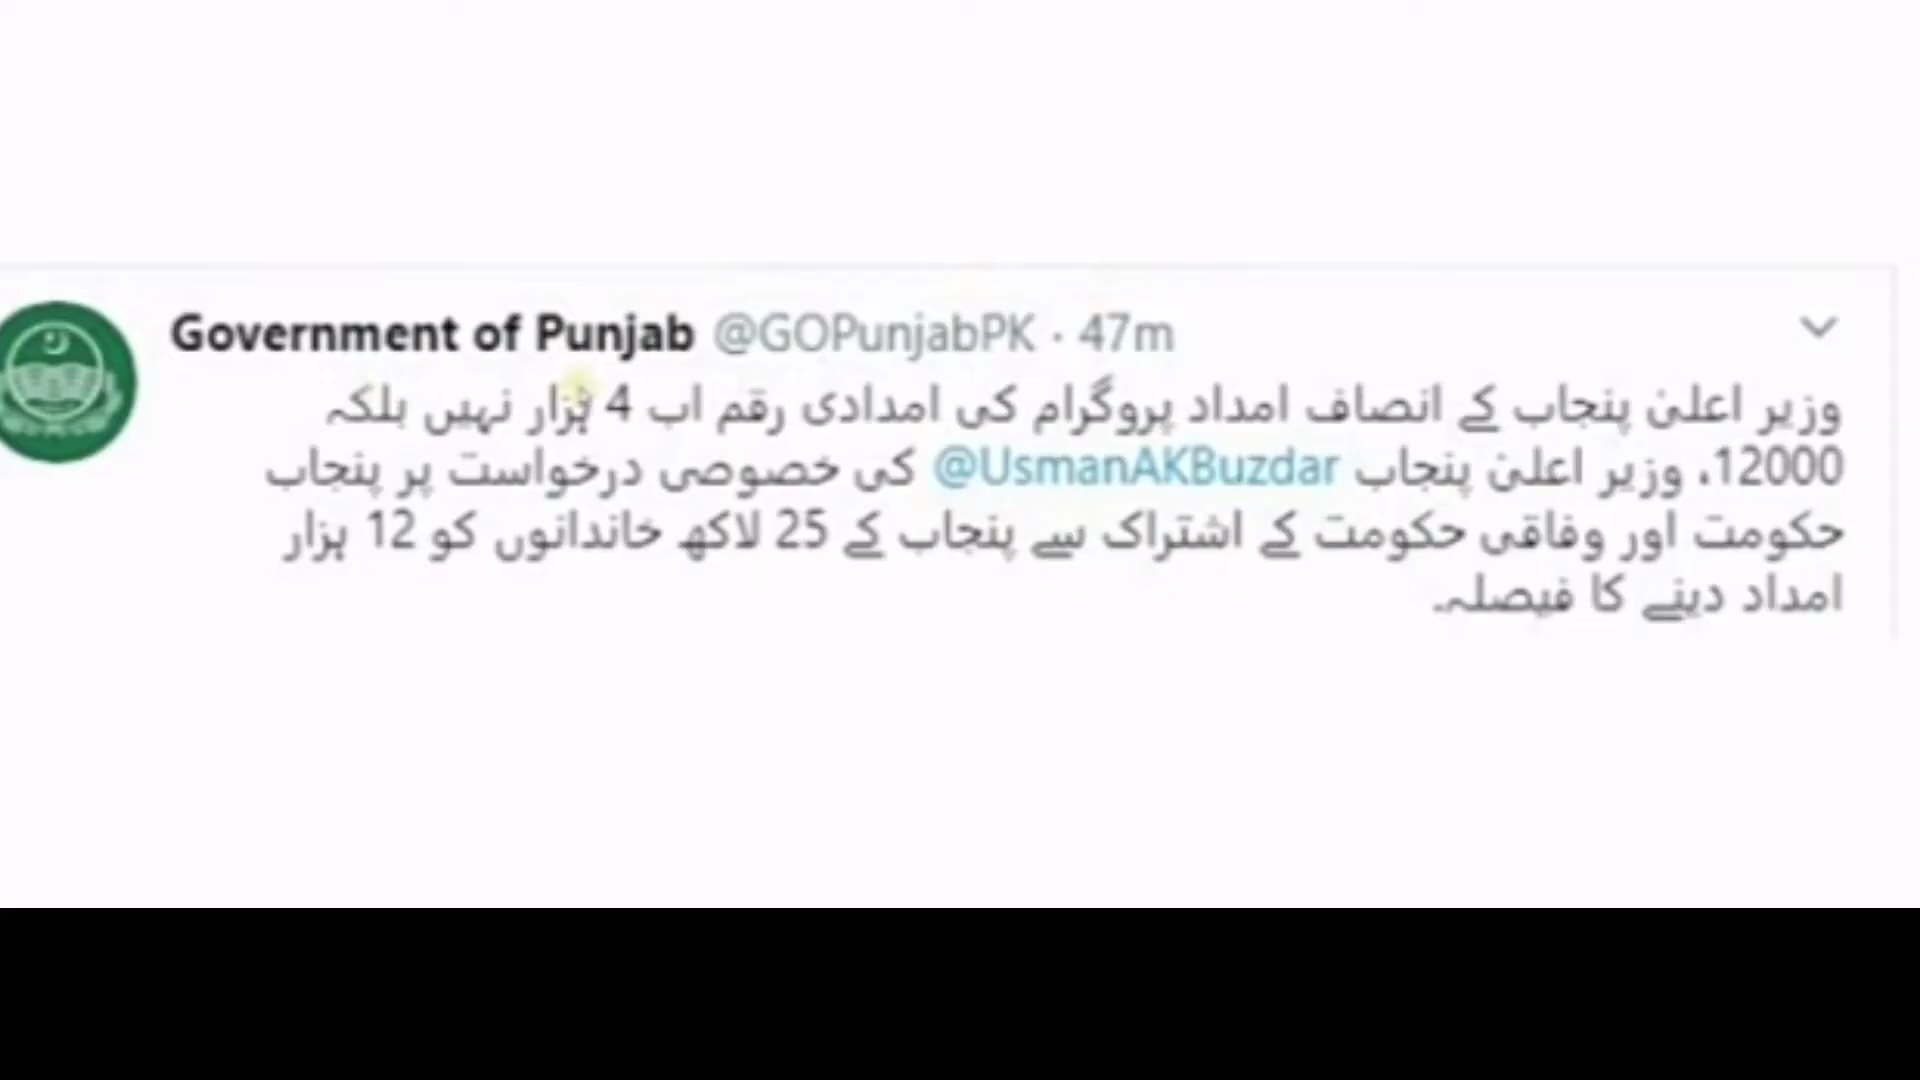 Government of Punjab @GOPunjabPK · 47m
وزیر اعلیٰ پنجاب کے انصاف امداد پروگرام کی امدادی رقم اب 4 ہزار نہیں بلکہ
12000، وزیر اعلیٰ پنجاب @UsmanAKBuzdar کی خصوصی درخواست پر پنجاب
حکومت اور وفاقی حکومت کے اشتراک سے پنجاب کے 25 لاکھ خاندانوں کو 12 ہزار
امداد دینے کا فیصلہ۔